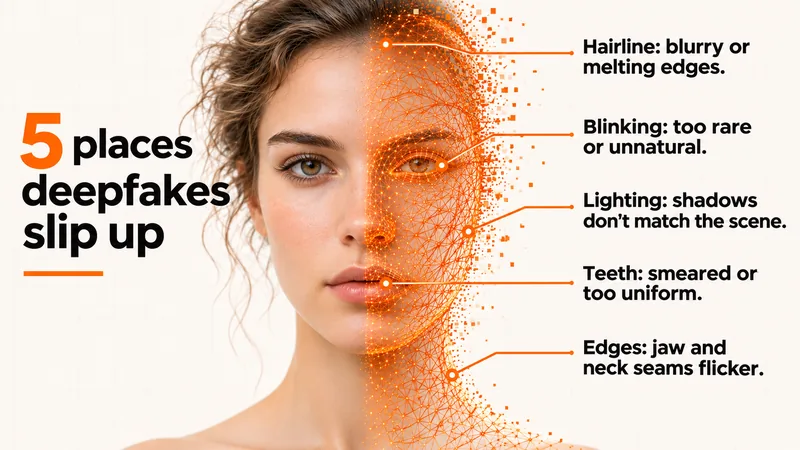 5 places
deepfakes
slip up
Hairline: blurry or
melting edges.
Blinking: too rare
or unnatural.
Lighting: shadows
don't match the scene.
Teeth: smeared or
too uniform.
Edges: jaw and
neck seams flicker.